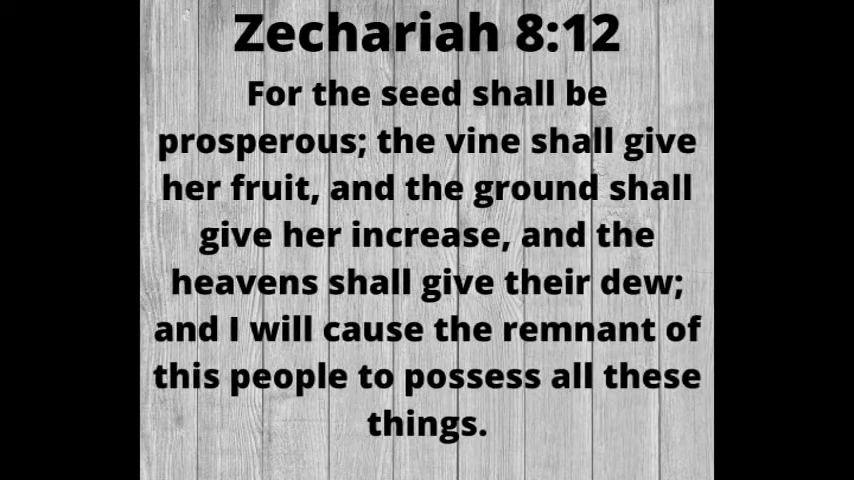 Zechariah 8:12
For the seed shall be
prosperous; the vine shall give
her fruit, and the ground shall
give her increase, and the
heavens shall give their dew;
and I will cause the remnant of
this people to possess all these
things.